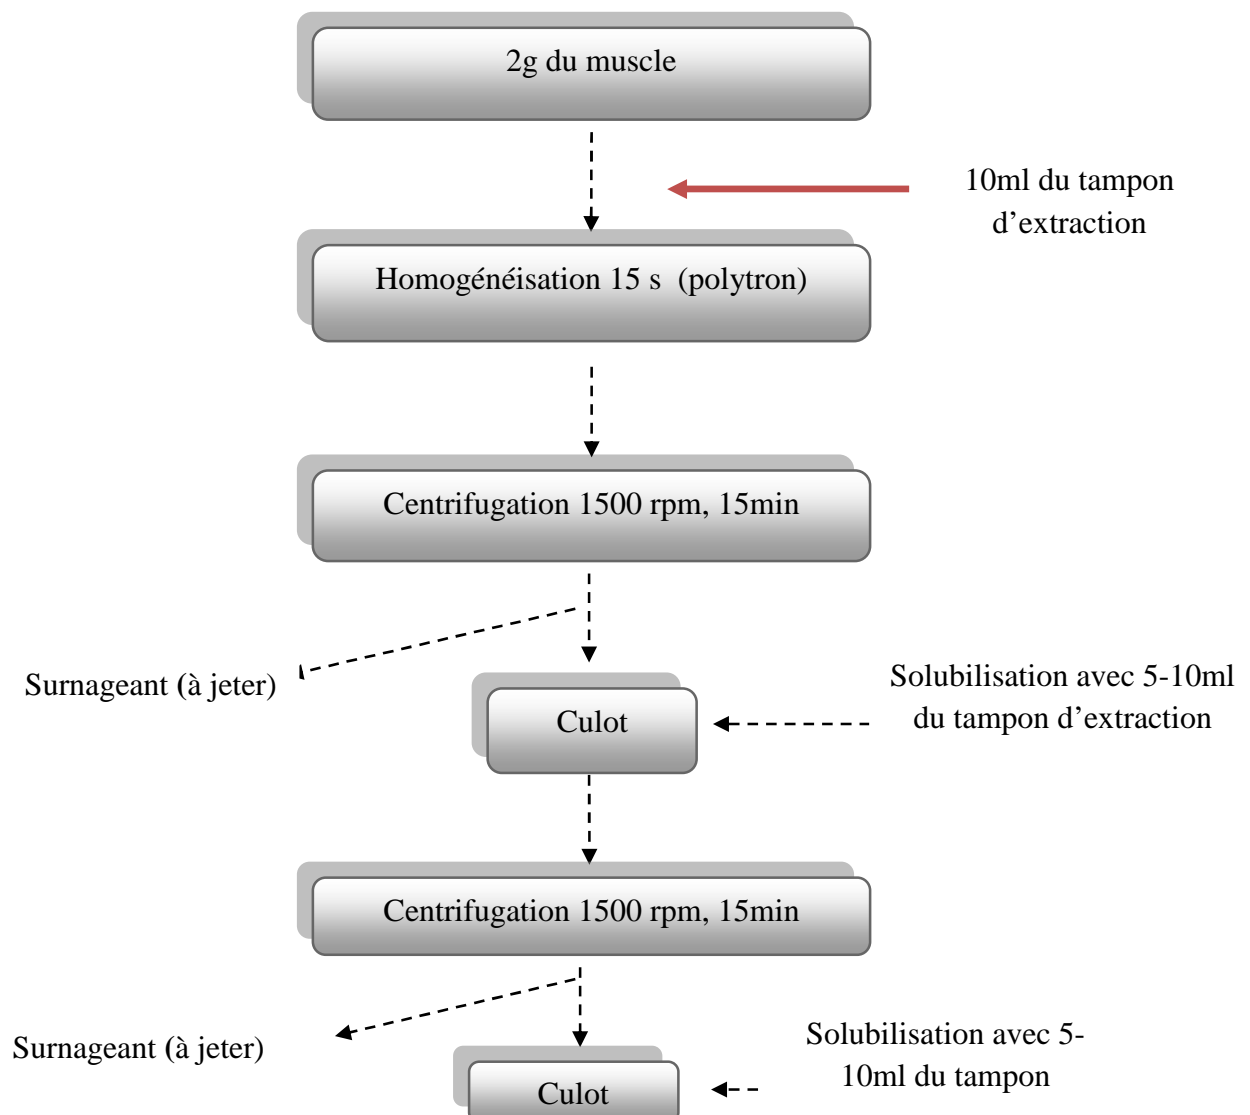 2g du muscle
10ml du tampon
d’extraction
Homogénéisation 15 s  (polytron)
Centrifugation 1500 rpm, 15min
Surnageant (à jeter)
Solubilisation avec 5-10ml
du tampon d’extraction
Culot
Centrifugation 1500 rpm, 15min
Surnageant (à jeter)
Solubilisation avec 5-
10ml du tampon
Culot